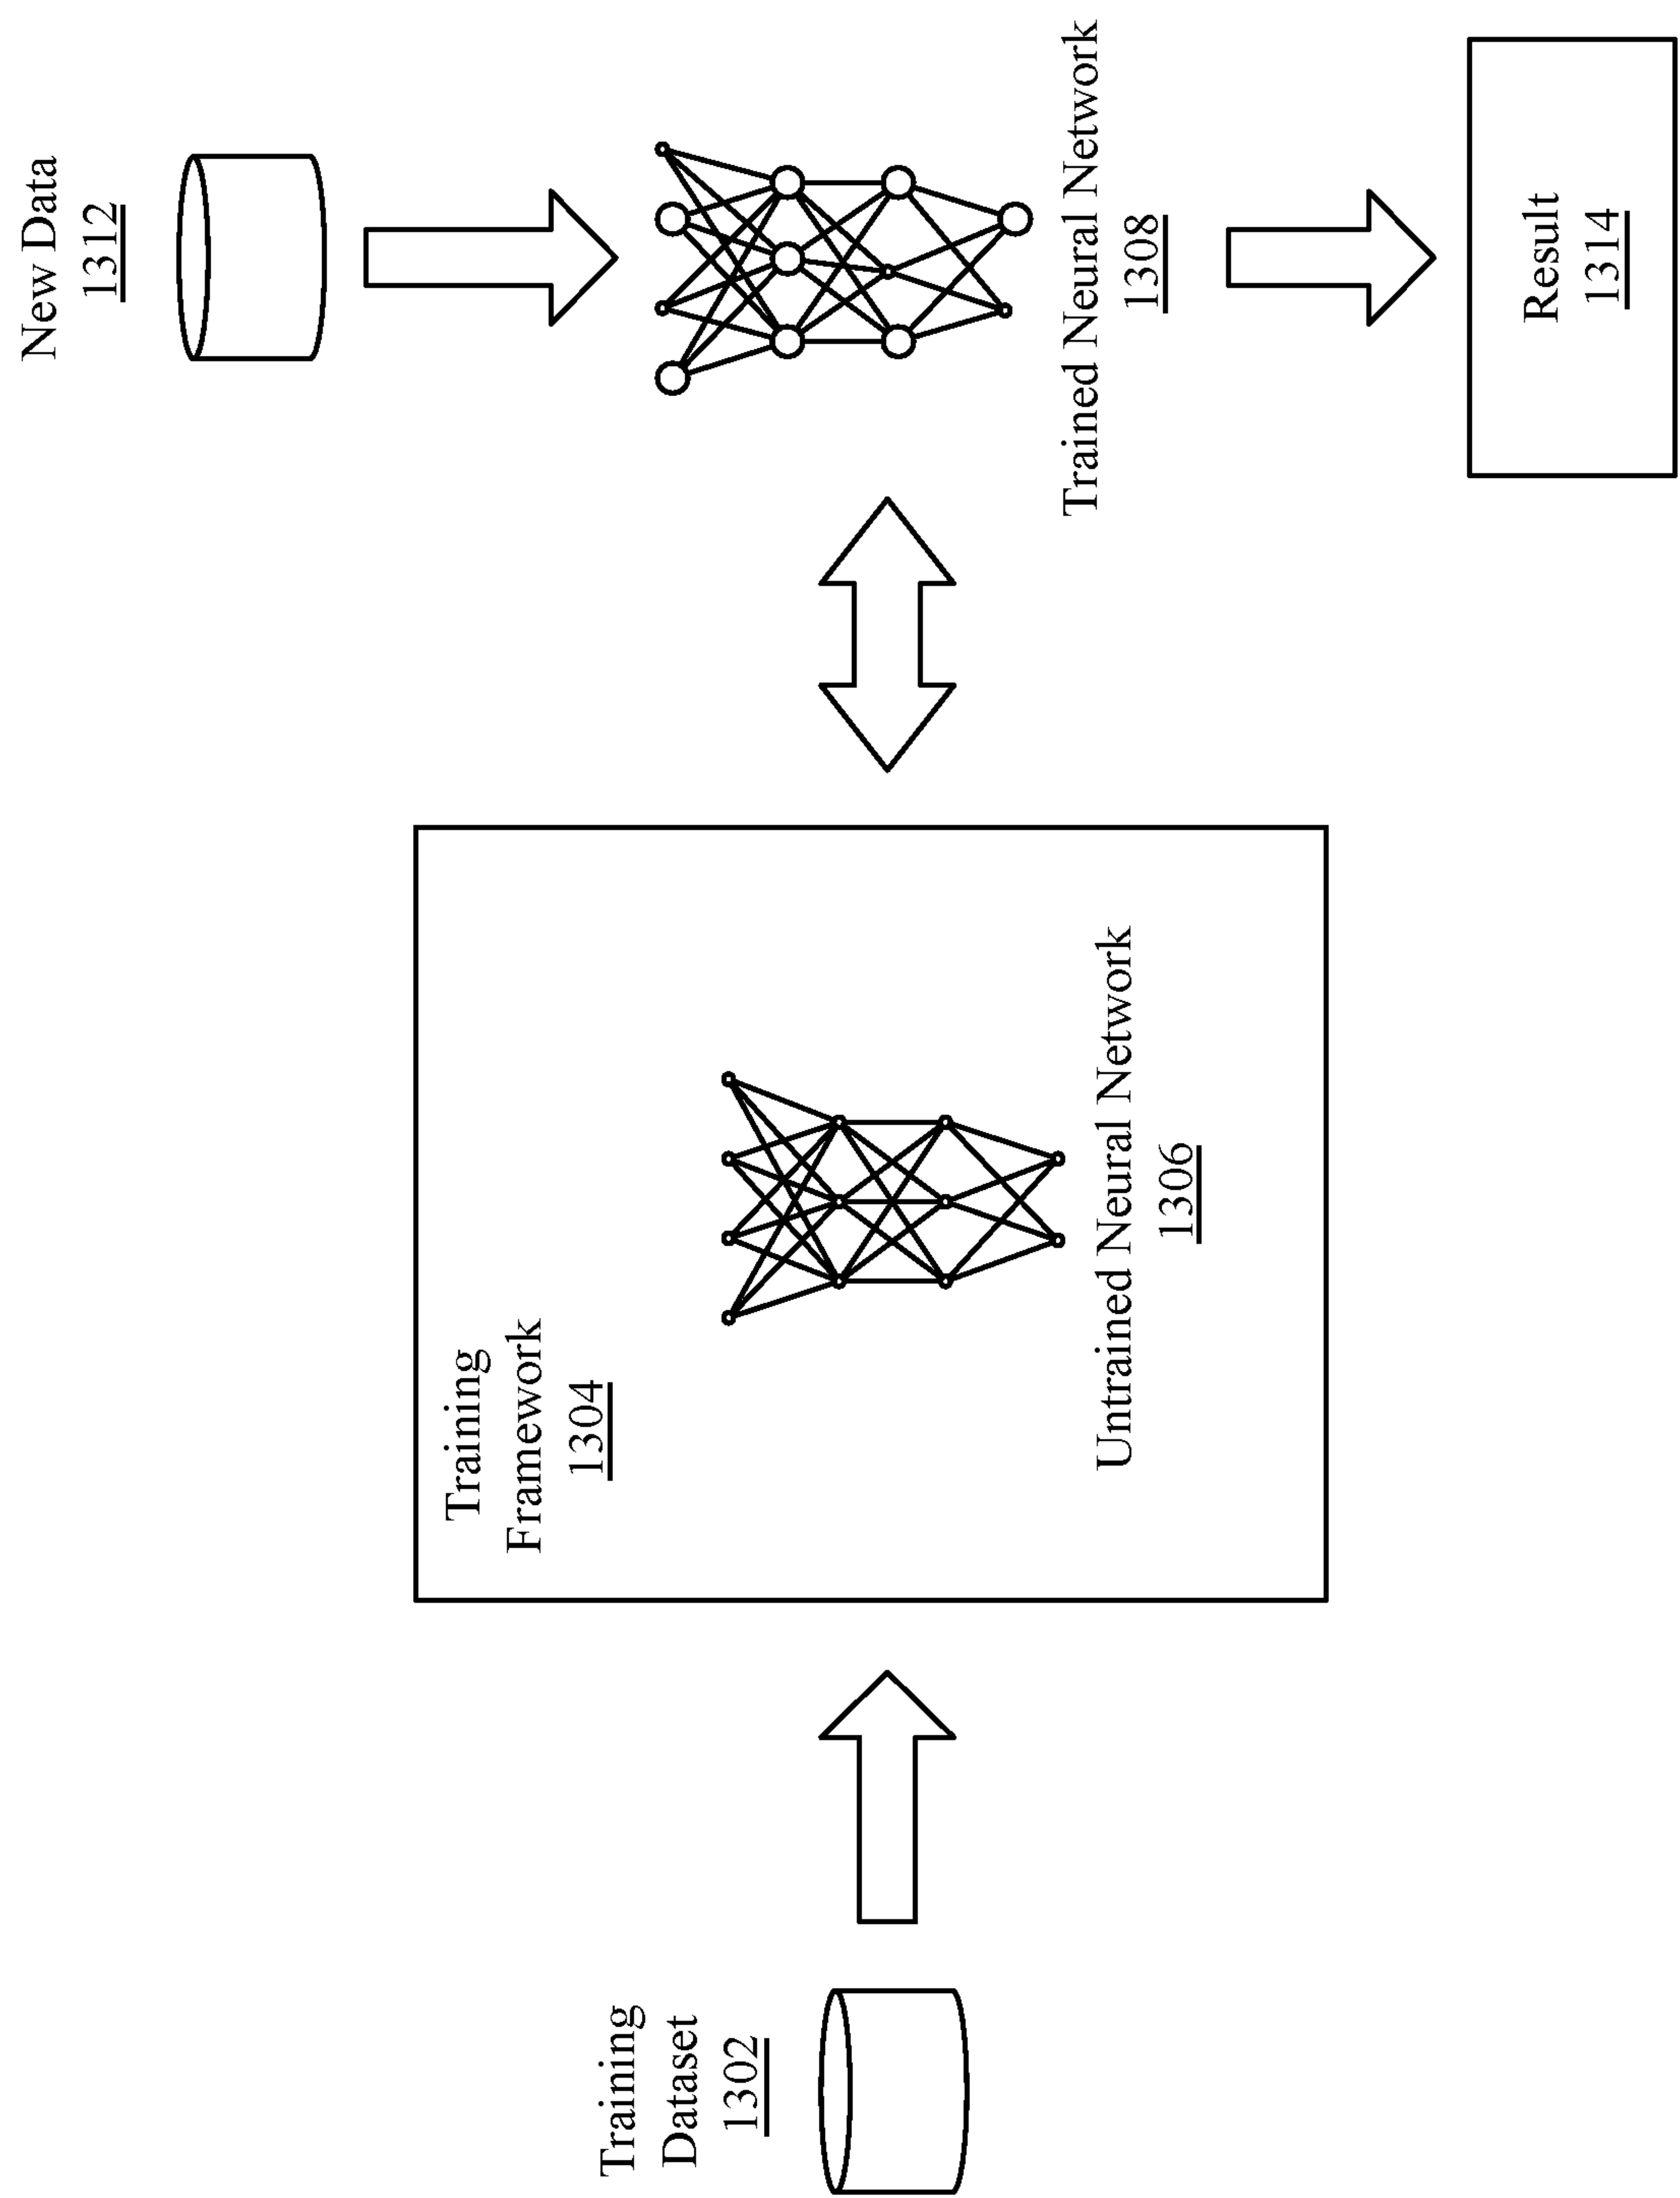 Training
Dataset
1302
Training
Framework
1304
Untrained Neural Network
1306
New Data
1312
Trained Neural Network
1308
Result
1314